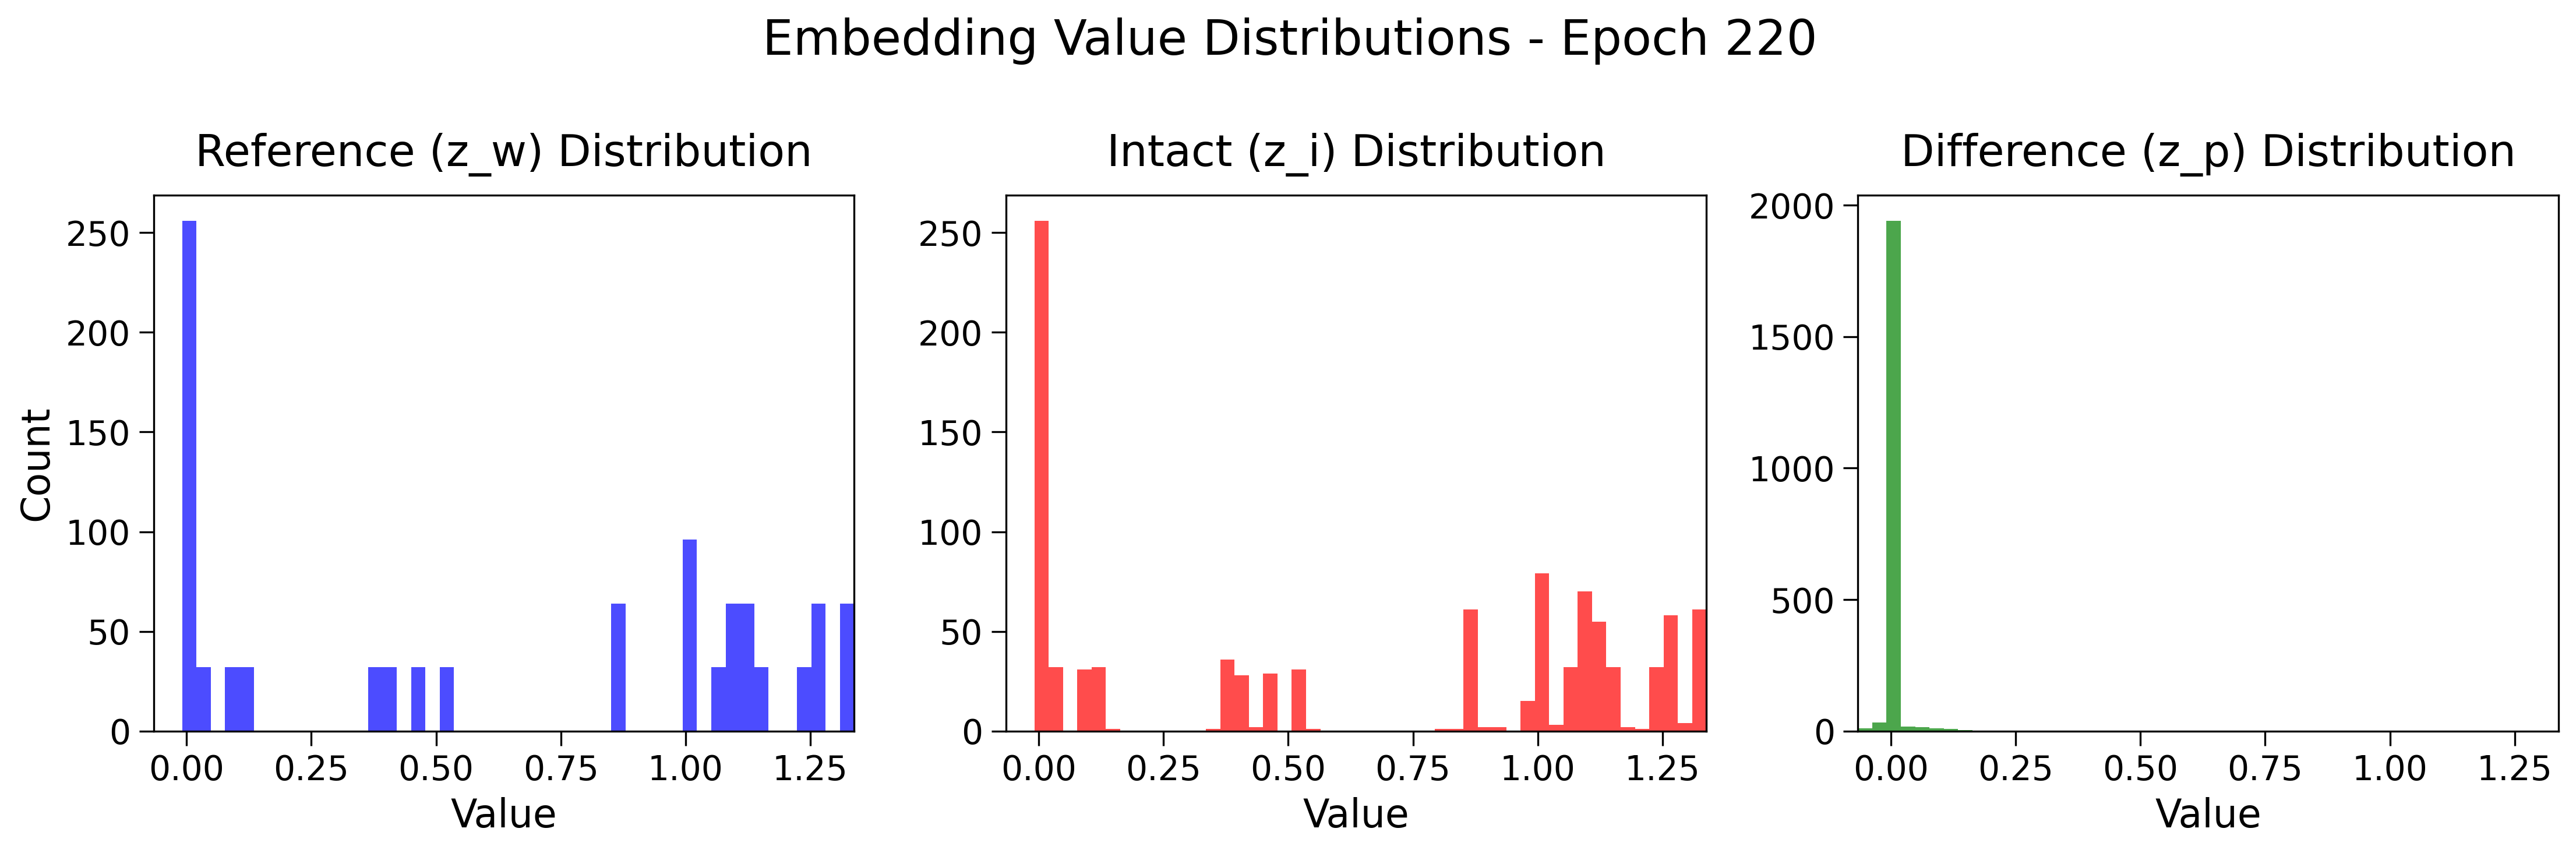 Embedding Value Distributions - Epoch 220
Reference (z_w) Distribution
Intact (z_i) Distribution
Difference (z_p) Distribution
Count
250
200
150
100
50
0
0.00 0.25 0.50 0.75 1.00 1.25
Value
250
200
150
100
50
0
0.00 0.25 0.50 0.75 1.00 1.25
Value
2000
1500
1000
500
0
0.00 0.25 0.50 0.75 1.00 1.25
Value